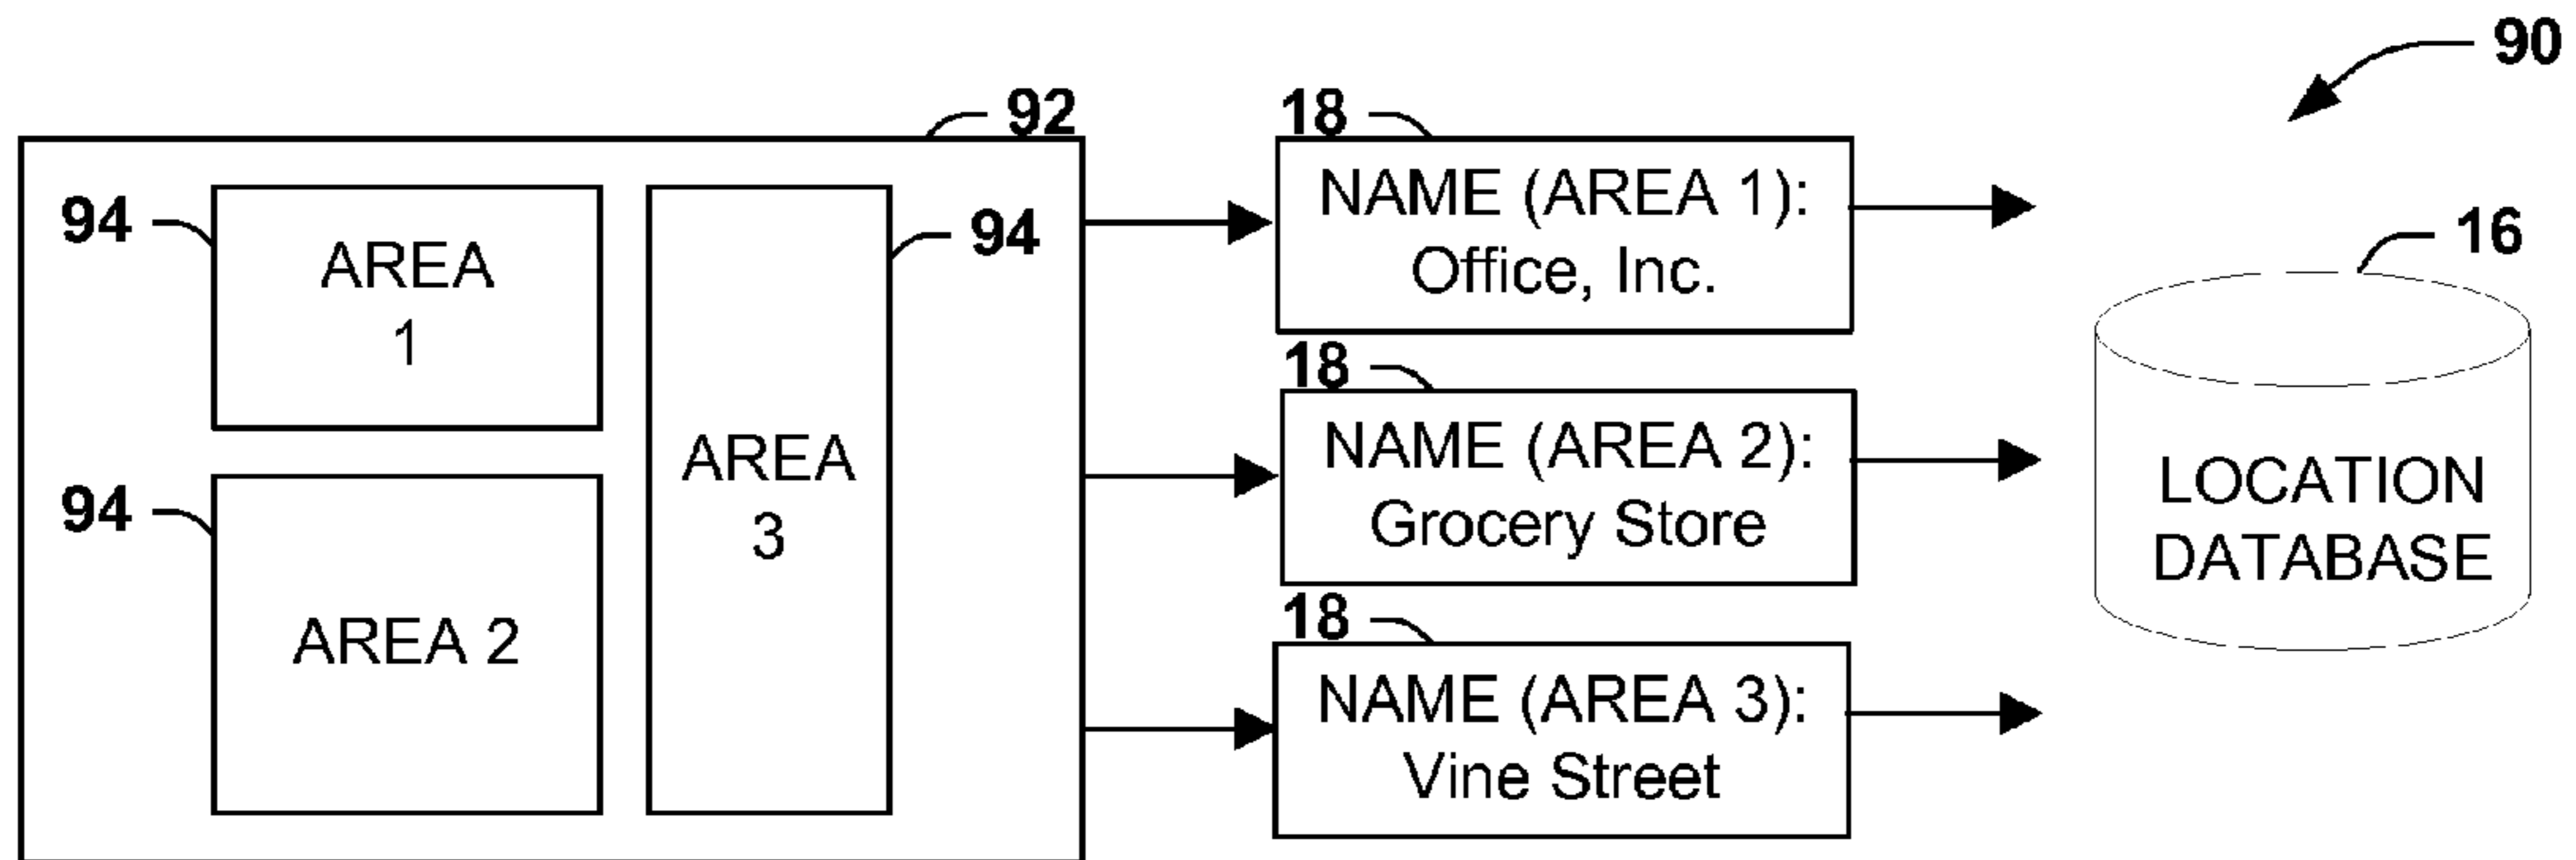 90
92
18
94
AREA
1
94
AREA
3
NAME (AREA 1):
Office, Inc.
16
18
94
AREA 2
NAME (AREA 2):
Grocery Store
LOCATION
DATABASE
18
NAME (AREA 3):
Vine Street